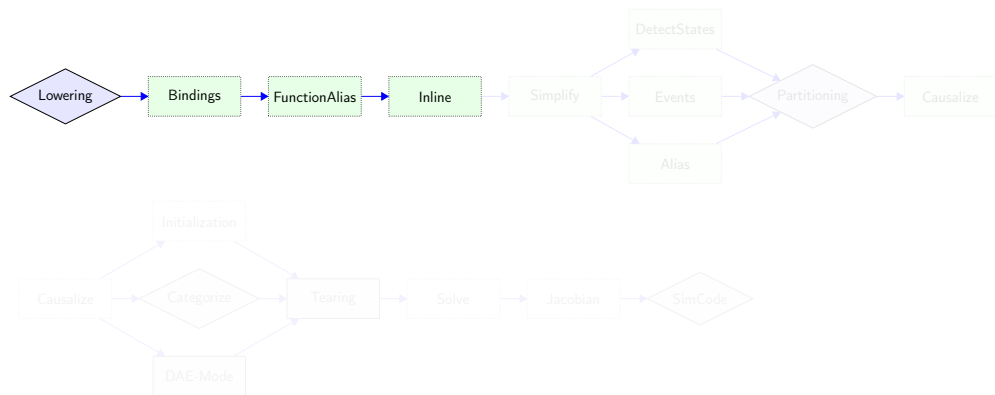 DetectStates
Lowering
Bindings
FunctionAlias
Inline
Simplify
Events
Partitioning
Causalize
Alias
Initialization
Causalize
Categorize
Tearing
Solve
Jacobian
SimCode
DAE-Mode